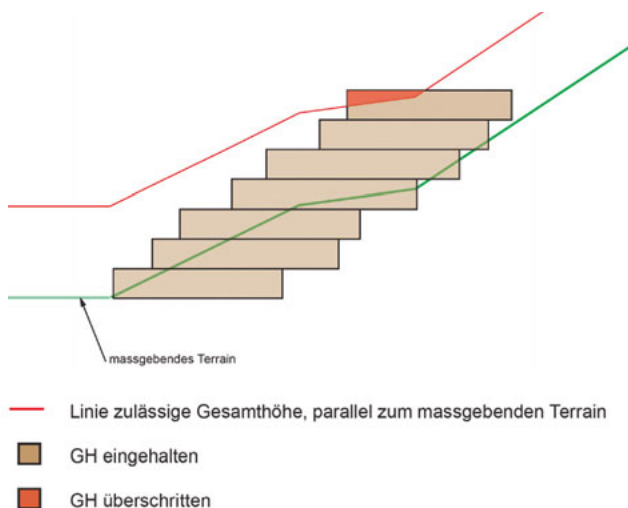 massgebendes Terrain
Linie zulässige Gesamthöhe, parallel zum massgebenden Terrain
GH eingehalten
GH überschritten